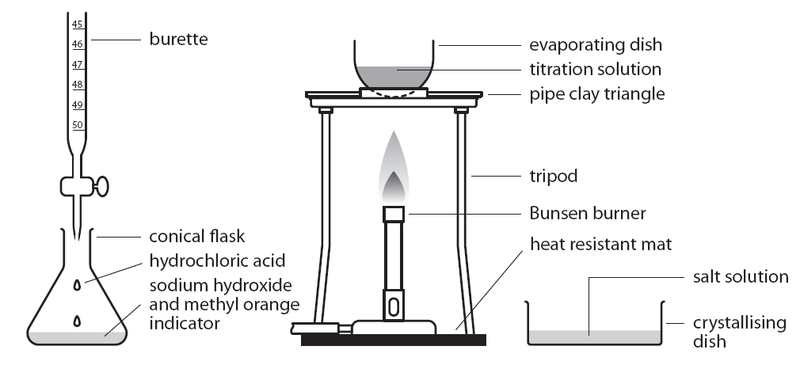 45
46
47
48
49
50
burette
conical flask
hydrochloric acid
sodium hydroxide
and methyl orange
indicator
evaporating dish
titration solution
pipe clay triangle
tripod
Bunsen burner
heat resistant mat
salt solution
crystallising
dish